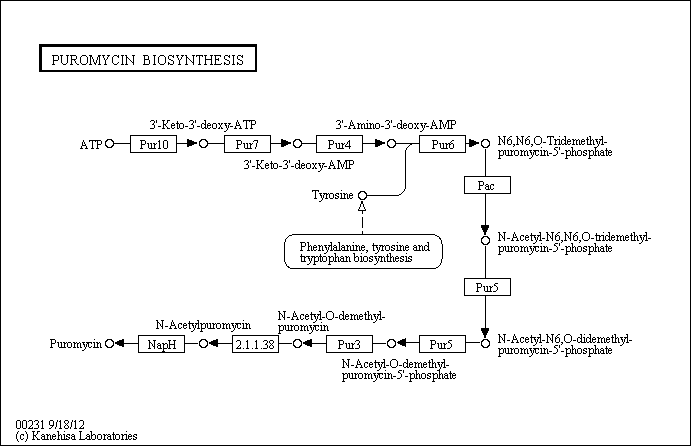 PUROMYCIN BIOSYNTHESIS
3'-Keto-3'-deoxy-ATP
3'-Amino-3'-deoxy-AMP
ATP
Pur10
Pur7
Pur4
Pur6
N6,N6,O-Tridemethyl-
puromycin-5'-phosphate
3'-Keto-3'-deoxy-AMP
Tyrosine
Pac
Phenylalanine, tyrosine and
tryptophan biosynthesis
N-Acetyl-N6,N6,O-tridemethyl-
puromycin-5'-phosphate
Pur5
N-Acetyl-O-demethyl-
puromycin
N-Acetylpuromycin
Puromycin
NapH
2.1.1.38
Pur3
Pur5
N-Acetyl-N6,O-didemethyl-
puromycin-5'-phosphate
N-Acetyl-O-demethyl-
puromycin-5'-phosphate
00231 9/18/12
(c) Kanehisa Laboratories